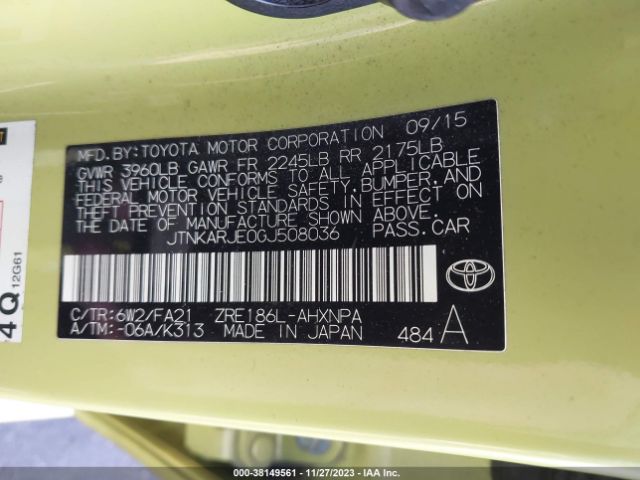 MFD. BY: TOYOTA MOTOR CORPORATION 09/15
GVWR 3960LB GAWR FR 2245LB RR 2175LB
THIS VEHICLE CONFORMS TO ALL APPLICABLE
FEDERAL MOTOR VEHICLE SAFETY, BUMPER, AND
THEFT PREVENTION STANDARDS IN EFFECT ON
THE DATE OF MANUFACTURE SHOWN ABOVE.
JTNKARJE0GJ508036 PASS. CAR
C/TR: 6W2/FA21 ZRE186L-AHXNPA
A/TM: -06A/K313 MADE IN JAPAN 484 A
4Q 12G61
000-38149561 - 11/27/2023 - IAA Inc.